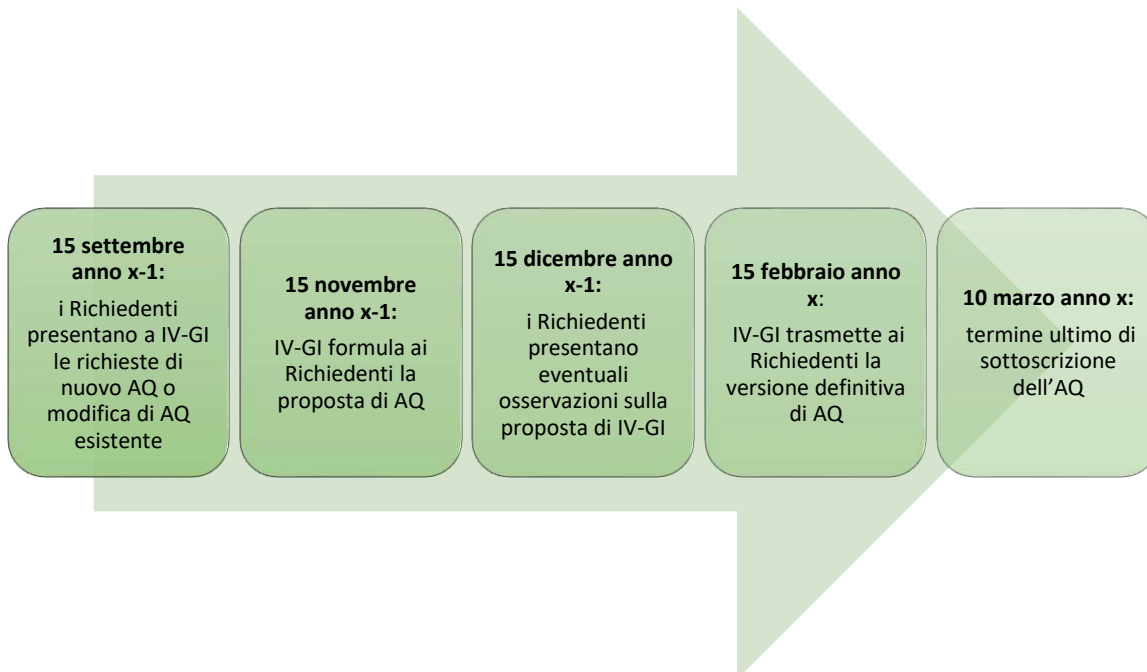 15 settembre
anno x-1:
i Richiedenti
presentano a IV-GI
le richieste di
nuovo AQ o
modifica di AQ
esistente
15 novembre
anno x-1:
IV-GI formula ai
Richiedenti la
proposta di AQ
15 dicembre anno
x-1:
i Richiedenti
presentano
eventuali
osservazioni sulla
proposta di IV-GI
15 febbraio anno
x:
IV-GI trasmette ai
Richiedenti la
versione definitiva
di AQ
10 marzo anno x:
termine ultimo di
sottoscrizione
dell’AQ